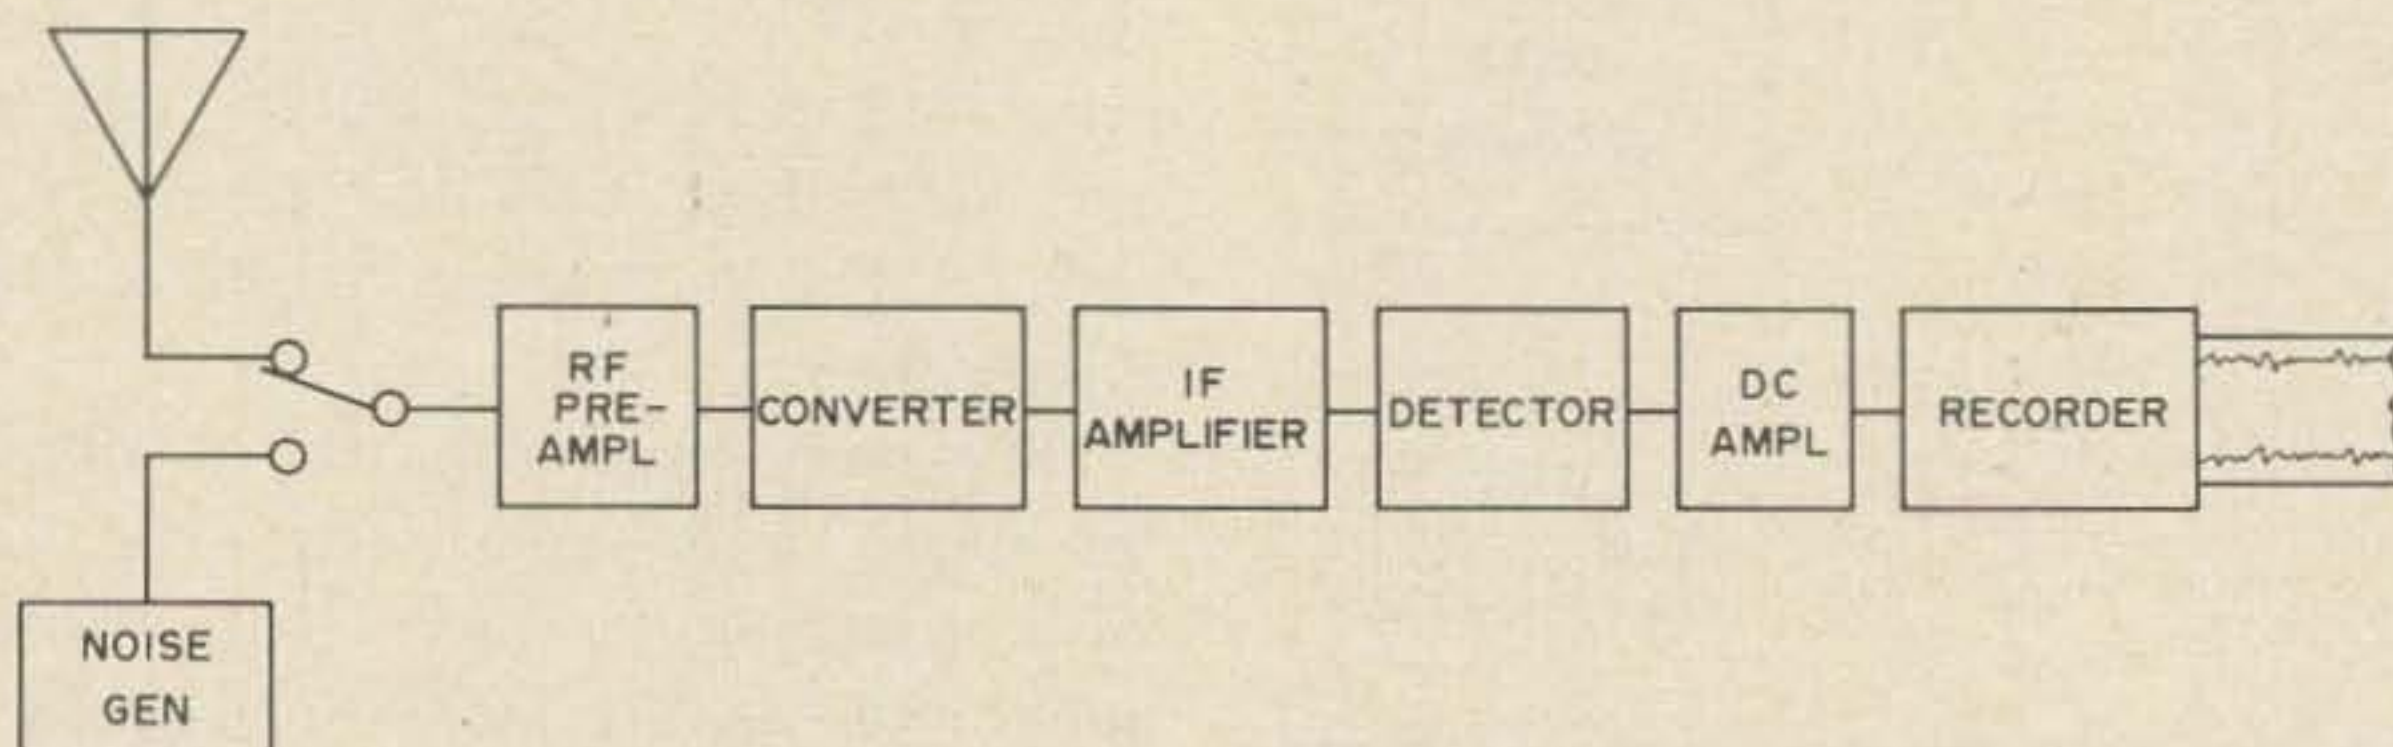 RF
PRE-
AMPL
CONVERTER
IF
AMPLIFIER
DETECTOR
DC
AMPL
RECORDER
NOISE
GEN